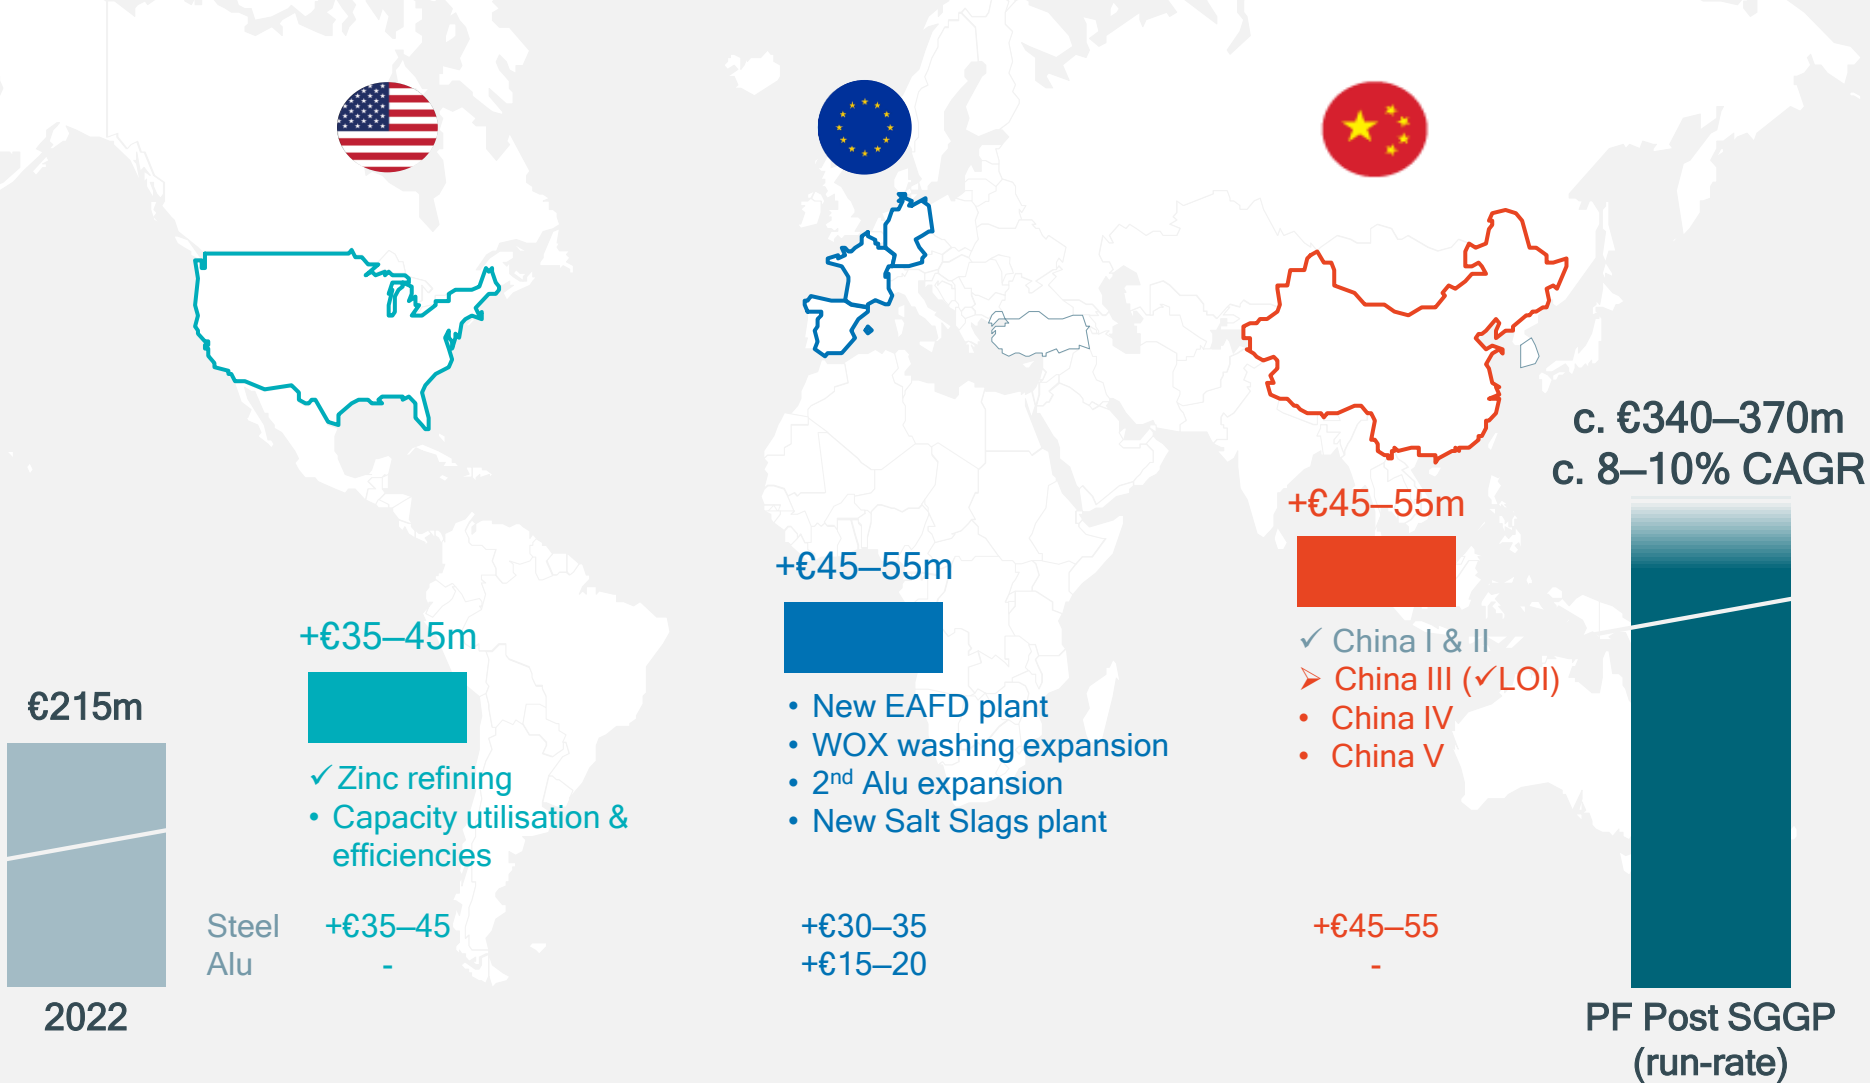 c. €340–370m
c. 8–10% CAGR
+€45–55m
+€45–55m
+€35–45m
€215m
✓ Zinc refining
• Capacity utilisation &
efficiencies
• New EAFD plant
• WOX washing expansion
• 2nd Alu expansion
• New Salt Slags plant
✓ China I & II
➢ China III (✓LOI)
• China IV
• China V
Steel +€35–45 +€30–35 +€45–55
Alu - +€15–20 -
2022
PF Post SGGP
(run-rate)